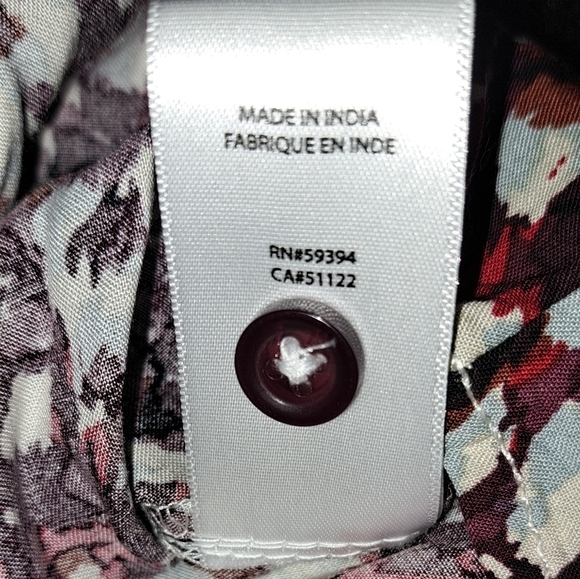 MADE IN INDIA
FABRIQUE EN INDE
RN#59394
CA#51122